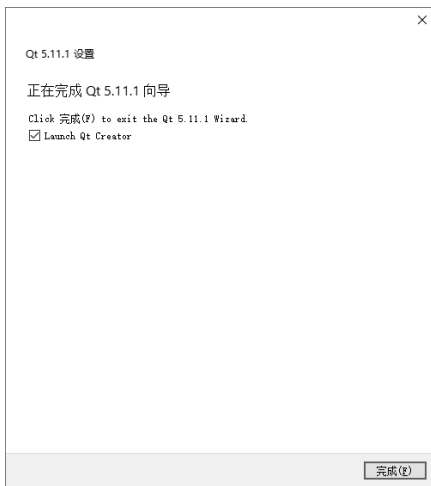 Qt 5.11.1 设置
正在完成 Qt 5.11.1 向导
Click 完成(F) to exit the Qt 5.11.1 Wizard.
Launch Qt Creator
完成(F)